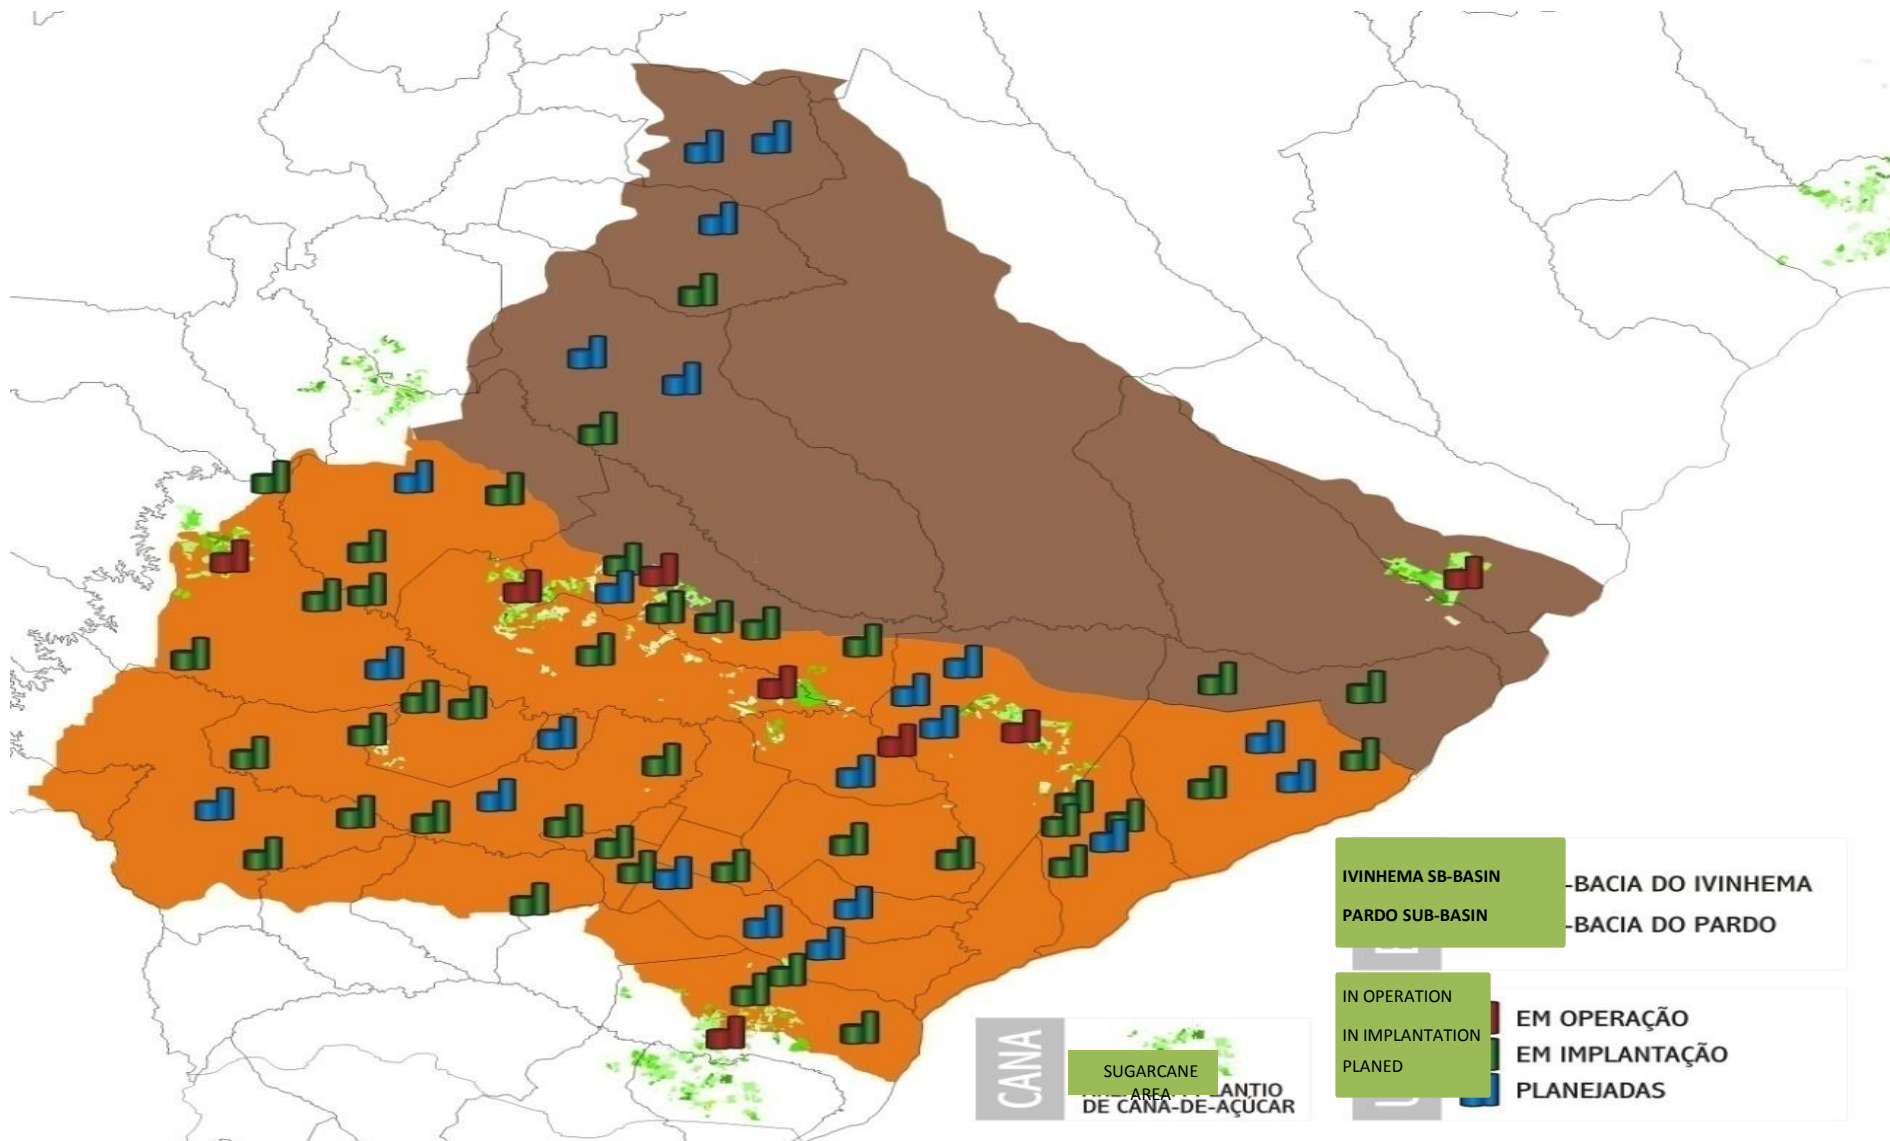 IVINHEMA SB-BASIN
-BACIA DO IVINHEMA
PARDO SUB-BASIN
-BACIA DO PARDO
IN OPERATION
EM OPERAÇÃO
IN IMPLANTATION
EM IMPLANTAÇÃO
PLANED
PLANEJADAS
CANA
SUGARCANE
AREA
PLANTIO
DE CANA-DE-AÇÚCAR